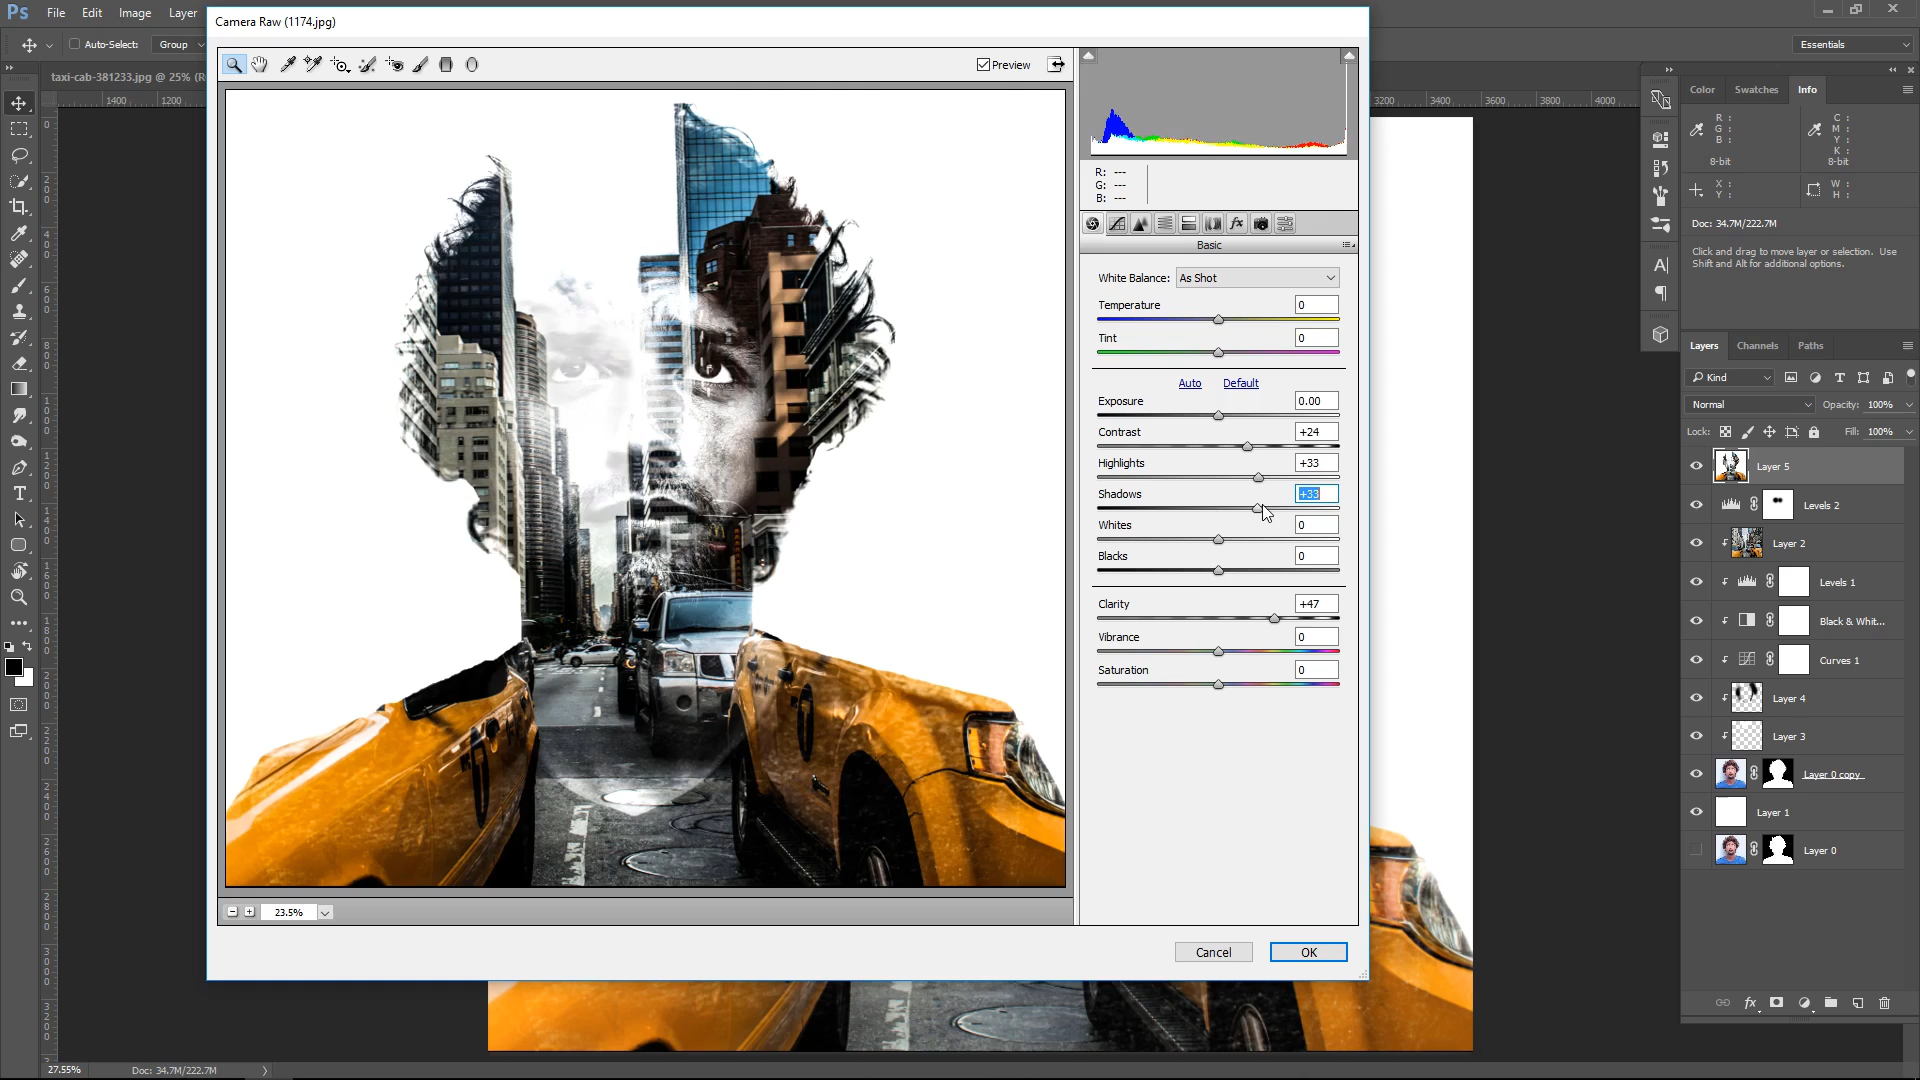 Ps File Edit Image Layer
Camera Raw (1174.jpg)
Auto-Select: Group
Essentials
taxi-cab-381233.jpg @ 25% (R
Preview
1400 1200
3200 3400 3600 3800 4000
Color Swatches Info
R: C:
G: M:
B: Y:
K:
8-bit 8-bit
X: W:
Y: H:
Doc: 34.7M/222.7M
Click and drag to move layer or selection. Use
Shift and Alt for additional options.
R: ---
G: ---
B: ---
Basic
White Balance: As Shot
Temperature 0
Tint 0
Auto Default
Exposure 0.00
Contrast +24
Highlights +33
Shadows +33
Whites 0
Blacks 0
Clarity +47
Vibrance 0
Saturation 0
Layers Channels Paths
Kind
Normal Opacity: 100%
Lock: Fill: 100%
Layer 5
Levels 2
Layer 2
Levels 1
Black & Whit...
Curves 1
Layer 4
Layer 3
Layer 0 copy
Layer 1
Layer 0
23.5%
Cancel OK
27.55% Doc: 34.7M/222.7M